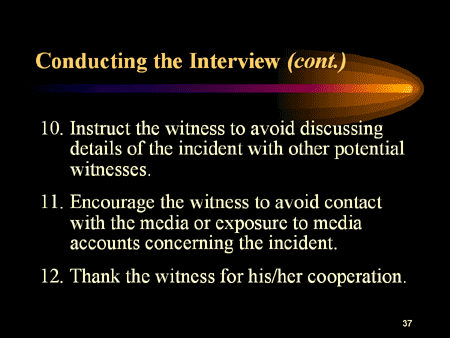 Conducting the Interview (cont.)
10. Instruct the witness to avoid discussing
details of the incident with other potential
witnesses.
11. Encourage the witness to avoid contact
with the media or exposure to media
accounts concerning the incident.
12. Thank the witness for his/her cooperation.
37